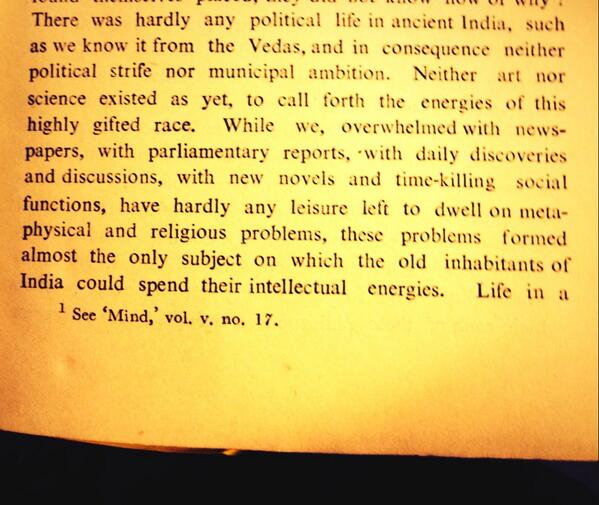 There was hardly any political life in ancient India, such
as we know it from the Vedas, and in consequence neither
political strife nor municipal ambition. Neither art nor
science existed as yet, to call forth the energies of this
highly gifted race. While we, overwhelmed with news-
papers, with parliamentary reports, with daily discoveries
and discussions, with new novels and time-killing social
functions, have hardly any leisure left to dwell on meta-
physical and religious problems, these problems formed
almost the only subject on which the old inhabitants of
India could spend their intellectual energies. Life in a
¹ See ‘Mind,’ vol. v. no. 17.